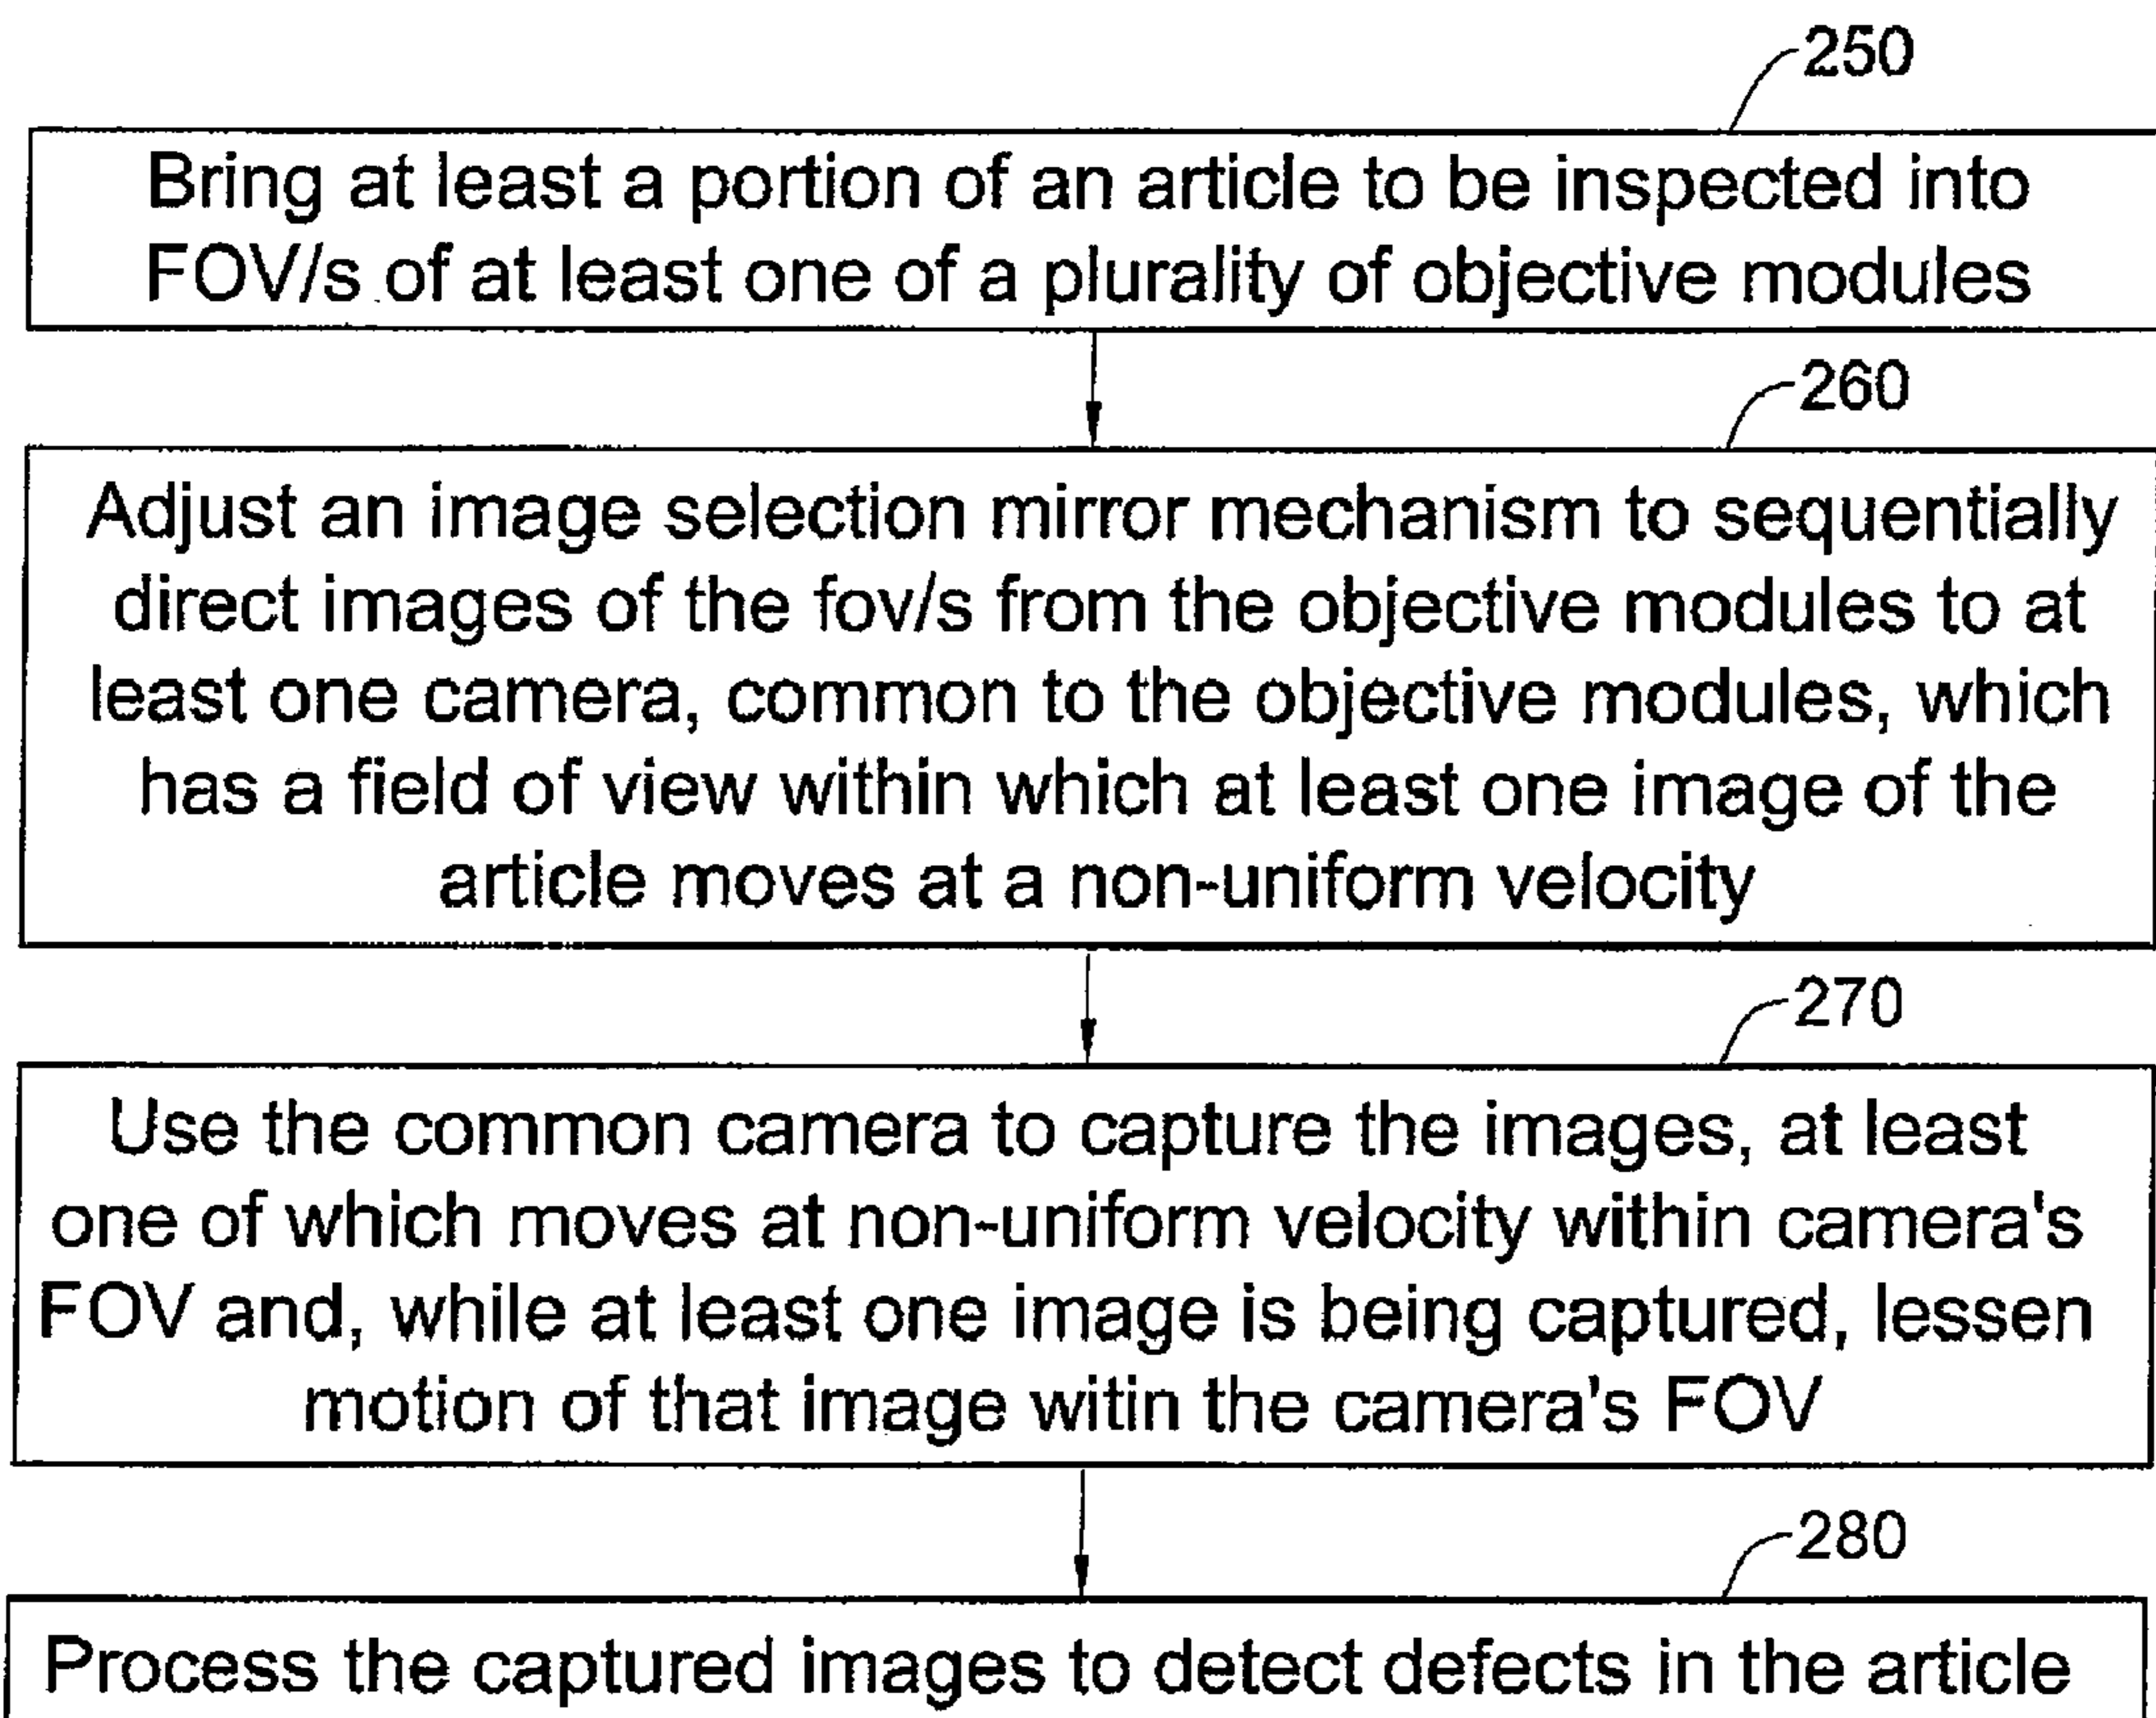 250
Bring at least a portion of an article to be inspected into
FOV/s of at least one of a plurality of objective modules
260
Adjust an image selection mirror mechanism to sequentially
direct images of the fov/s from the objective modules to at
least one camera, common to the objective modules, which
has a field of view within which at least one image of the
article moves at a non-uniform velocity
270
Use the common camera to capture the images, at least
one of which moves at non-uniform velocity within camera's
FOV and, while at least one image is being captured, lessen
motion of that image witin the camera's FOV
280
Process the captured images to detect defects in the article